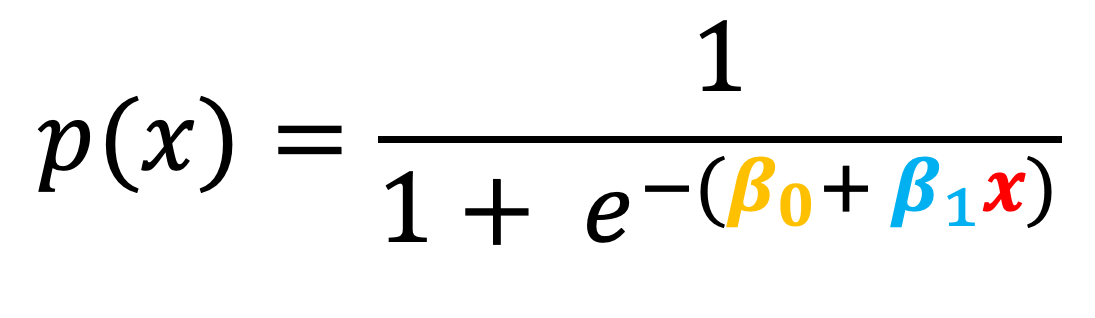 p(x) = 1 / (1 + e^−(β₀ + β₁x))